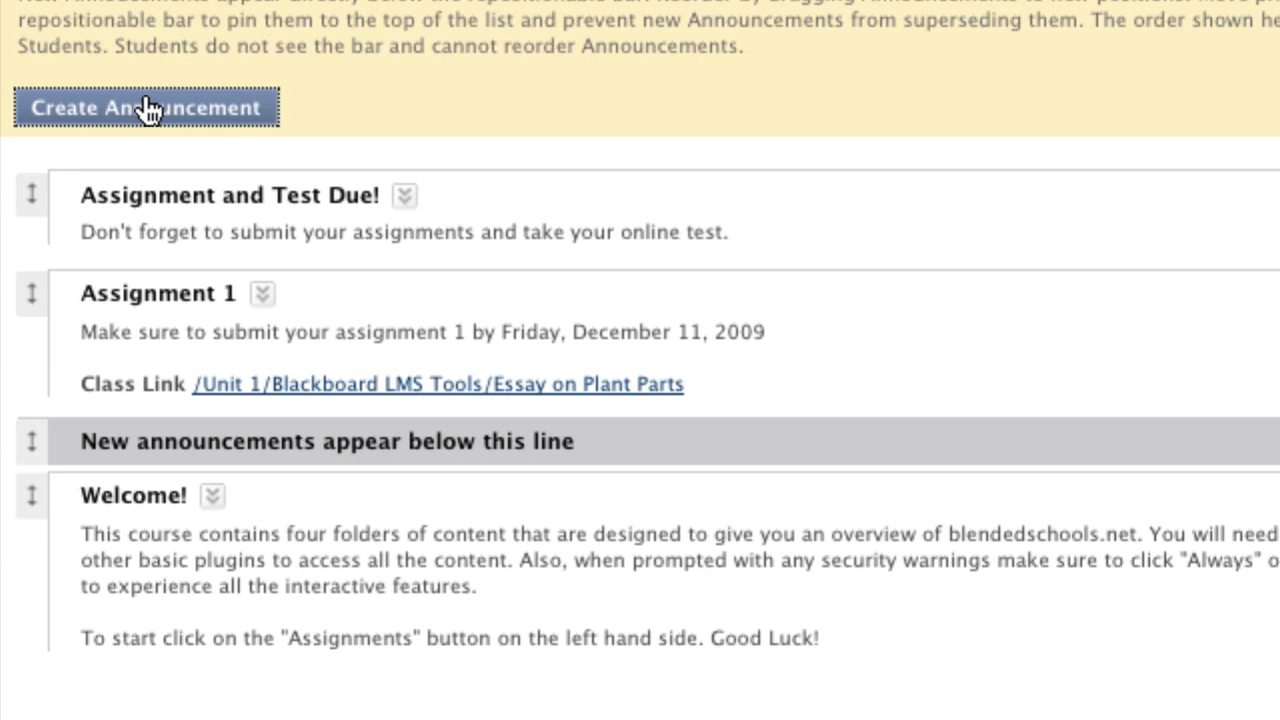 repositionable bar to pin them to the top of the list and prevent new Announcements from superseding them. The order shown
Students. Students do not see the bar and cannot reorder Announcements.
Create Announcement
Assignment and Test Due!
Don't forget to submit your assignments and take your online test.
Assignment 1
Make sure to submit your assignment 1 by Friday, December 11, 2009
Class Link /Unit 1/Blackboard LMS Tools/Essay on Plant Parts
New announcements appear below this line
Welcome!
This course contains four folders of content that are designed to give you an overview of blendedschools.net. You will need
other basic plugins to access all the content. Also, when prompted with any security warnings make sure to click "Always"
to experience all the interactive features.
To start click on the "Assignments" button on the left hand side. Good Luck!